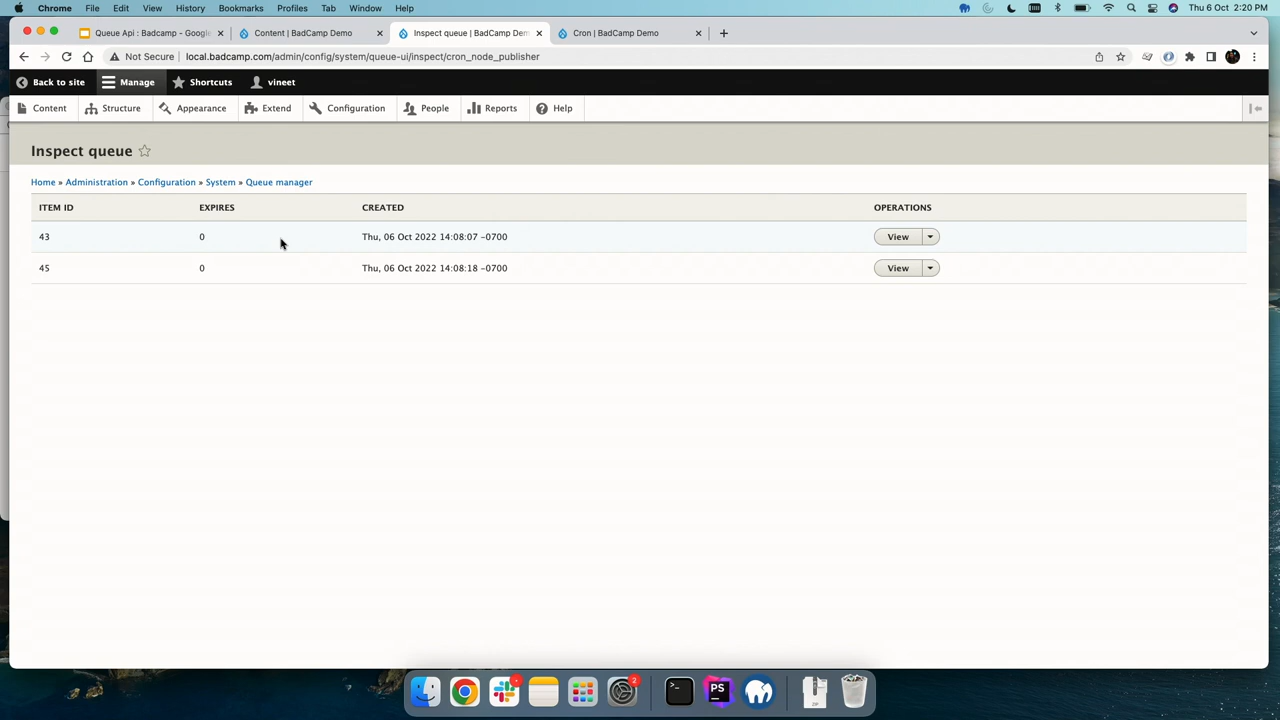 Chrome File Edit View History Bookmarks Profiles Tab Window Help Thu 6 Oct 2:20 PM
Queue Api : Badcamp - Google Content | BadCamp Demo Inspect queue | BadCamp Dem Cron | BadCamp Demo
Not Secure local.badcamp.com/admin/config/system/queue-ui/inspect/cron_node_publisher
Back to site Manage Shortcuts vineet
Content Structure Appearance Extend Configuration People Reports Help
Inspect queue
Home » Administration » Configuration » System » Queue manager
ITEM ID EXPIRES CREATED OPERATIONS
43 0 Thu, 06 Oct 2022 14:08:07 -0700 View
45 0 Thu, 06 Oct 2022 14:08:18 -0700 View
2
PS
ZIP